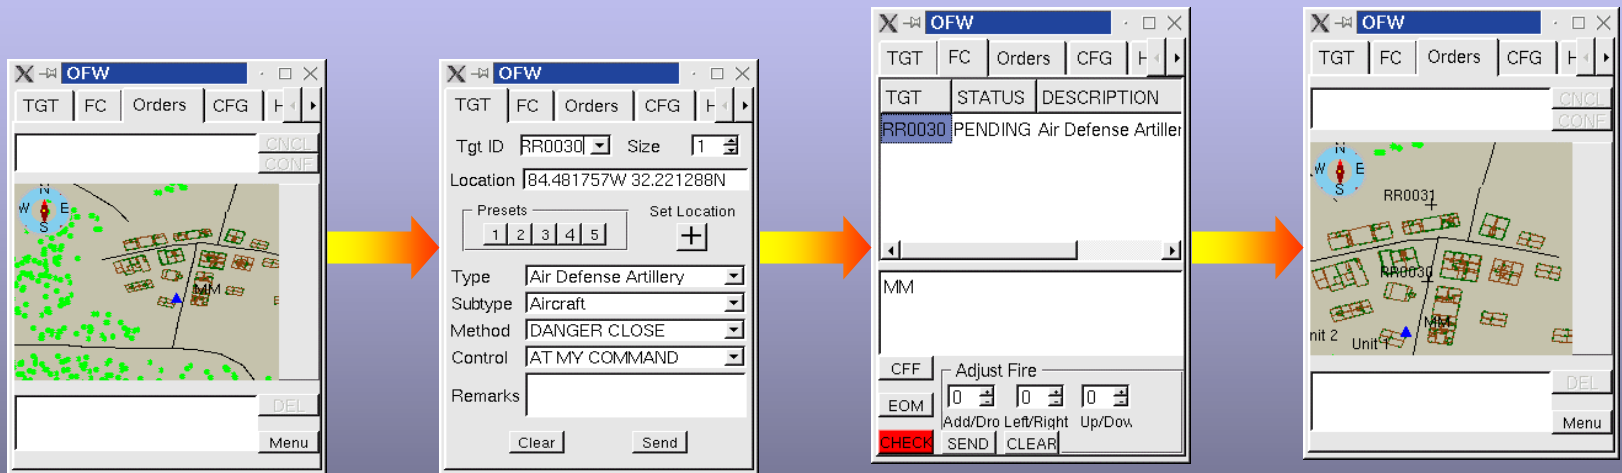 OFW
TGT FC Orders CFG H
CNCL
CONF
N
W E
S
MM
DEL
Menu
OFW
TGT FC Orders CFG H
Tgt ID RR0030 Size 1
Location 84.481757W 32.221288N
Presets Set Location
1 2 3 4 5
Type Air Defense Artillery
Subtype Aircraft
Method DANGER CLOSE
Control AT MY COMMAND
Remarks
Clear Send
OFW
TGT FC Orders CFG H
TGT STATUS DESCRIPTION
RR0030 PENDING Air Defense Artiller
MM
CFF Adjust Fire
0 0 0
EOM
Add/Dro Left/Right Up/Dow
CHECK SEND CLEAR
OFW
TGT FC Orders CFG H
CNCL
CONF
N
W E
S
RR0031
RR0030
MM
nit 2 Unit 1
DEL
Menu